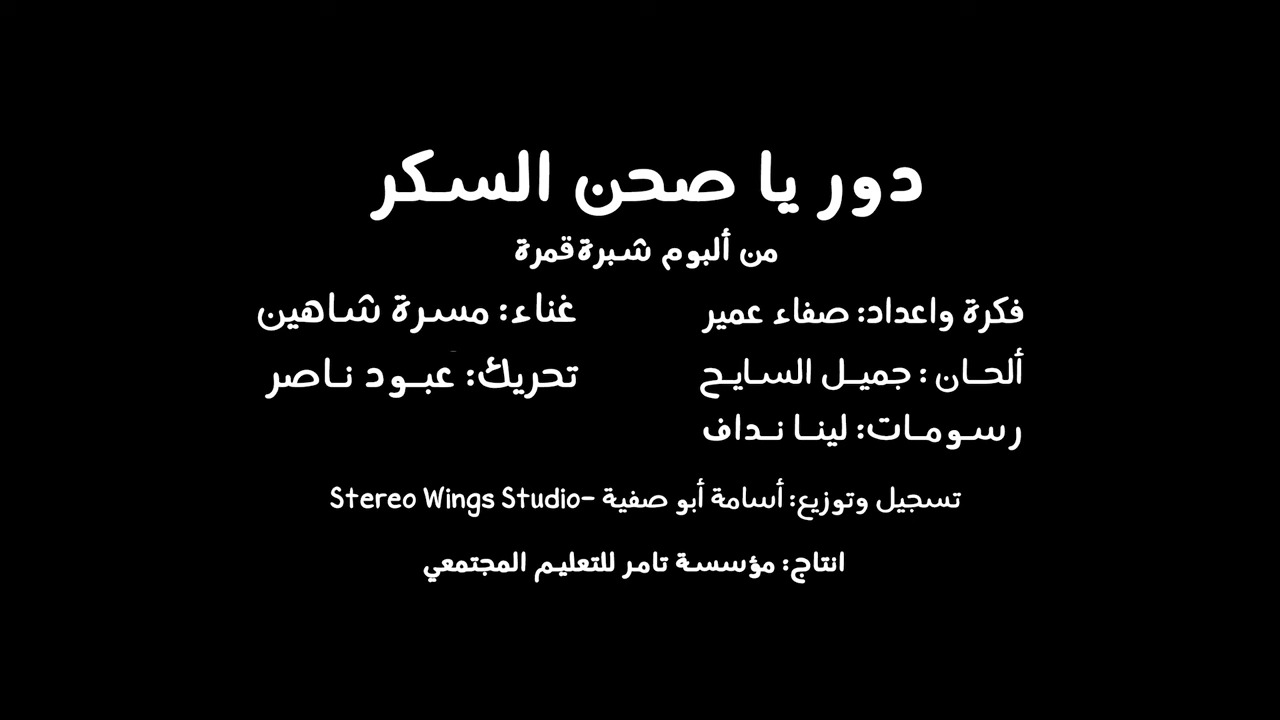 دور يا صحن السكر
من ألبوم شبرة قمرة
فكرة واعداد: صفاء عمير
غناء: مسرة شاهين
ألحان : جميل السايح
تحريك: عبود ناصر
رسومات: لينا نداف
تسجيل وتوزيع: أسامة أبو صفية -Stereo Wings Studio
انتاج: مؤسسة تامر للتعليم المجتمعي